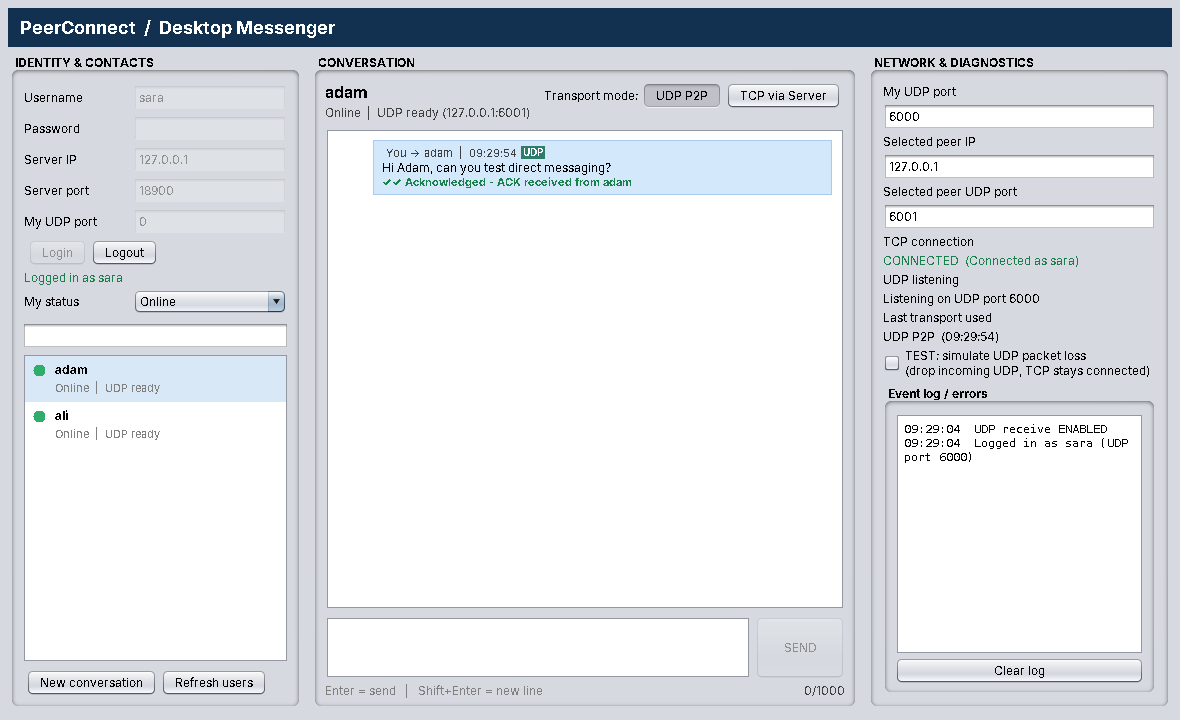 PeerConnect / Desktop Messenger
IDENTITY & CONTACTS
Username
sara
Password
Server IP
127.0.0.1
Server port
18900
My UDP port
0
Login
Logout
Logged in as sara
My status
Online
adam
Online | UDP ready
ali
Online | UDP ready
New conversation
Refresh users
CONVERSATION
adam
Online | UDP ready (127.0.0.1:6001)
Transport mode:
UDP P2P
TCP via Server
You → adam | 09:29:54 UDP
Hi Adam, can you test direct messaging?
✓✓ Acknowledged - ACK received from adam
SEND
Enter = send | Shift+Enter = new line
0/1000
NETWORK & DIAGNOSTICS
My UDP port
6000
Selected peer IP
127.0.0.1
Selected peer UDP port
6001
TCP connection
CONNECTED (Connected as sara)
UDP listening
Listening on UDP port 6000
Last transport used
UDP P2P (09:29:54)
TEST: simulate UDP packet loss
(drop incoming UDP, TCP stays connected)
Event log / errors
09:29:04 UDP receive ENABLED
09:29:04 Logged in as sara (UDP
port 6000)
Clear log